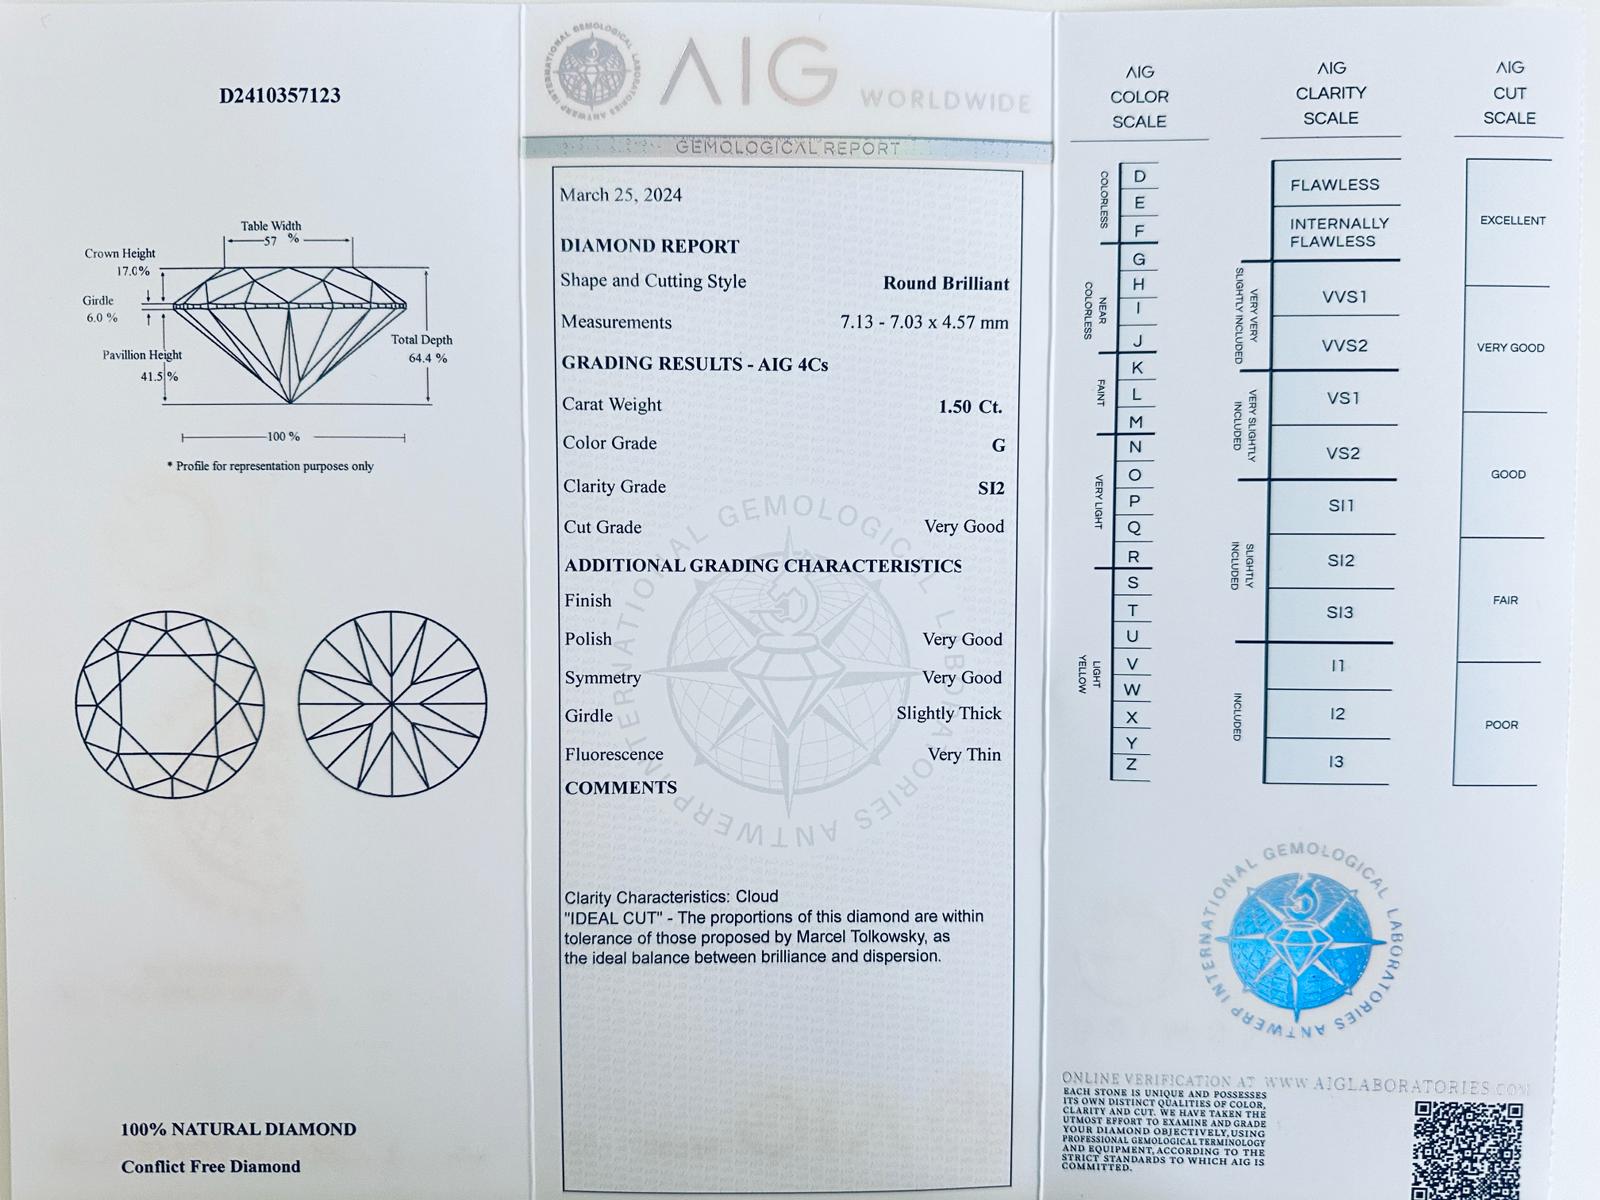 D2410357123
Table Width
57 %
Crown Height
17.0%
Girdle
6.0 %
Pavillion Height
41.5 %
Total Depth
64.4 %
100 %
* Profile for representation purposes only
100% NATURAL DIAMOND
Conflict Free Diamond
ANTWERP INTERNATIONAL GEMOLOGICAL LABORATORIES
AIG WORLDWIDE
GEMOLOGICAL REPORT
March 25, 2024
DIAMOND REPORT
Shape and Cutting Style Round Brilliant
Measurements 7.13 - 7.03 x 4.57 mm
GRADING RESULTS - AIG 4Cs
Carat Weight 1.50 Ct.
Color Grade G
Clarity Grade SI2
Cut Grade Very Good
ADDITIONAL GRADING CHARACTERISTICS
Finish
Polish Very Good
Symmetry Very Good
Girdle Slightly Thick
Fluorescence Very Thin
COMMENTS
ANTWERP INTERNATIONAL GEMOLOGICAL LABORATORIES
Clarity Characteristics: Cloud
"IDEAL CUT" - The proportions of this diamond are within
tolerance of those proposed by Marcel Tolkowsky, as
the ideal balance between brilliance and dispersion.
AIG
COLOR
SCALE
COLORLESS
D
E
F
NEAR
COLORLESS
G
H
I
J
FAINT
K
L
M
VERY LIGHT
N
O
P
Q
R
LIGHT
YELLOW
S
T
U
V
W
X
Y
Z
AIG
CLARITY
SCALE
FLAWLESS
INTERNALLY
FLAWLESS
VERY VERY
SLIGHTLY INCLUDED
VVS1
VVS2
VERY SLIGHTLY
INCLUDED
VS1
VS2
SLIGHTLY
INCLUDED
SI1
SI2
SI3
INCLUDED
I1
I2
I3
AIG
CUT
SCALE
EXCELLENT
VERY GOOD
GOOD
FAIR
POOR
ANTWERP INTERNATIONAL GEMOLOGICAL LABORATORIES
ONLINE VERIFICATION AT WWW.AIGLABORATORIES.COM
EACH STONE IS UNIQUE AND POSSESSES
ITS OWN DISTINCT QUALITIES OF COLOR,
CLARITY AND CUT. WE HAVE TAKEN THE
UTMOST EFFORT TO EXAMINE AND GRADE
YOUR DIAMOND OBJECTIVELY, USING
PROFESSIONAL GEMOLOGICAL TERMINOLOGY
AND EQUIPMENT, ACCORDING TO THE
STRICT STANDARDS TO WHICH AIG IS
COMMITTED.